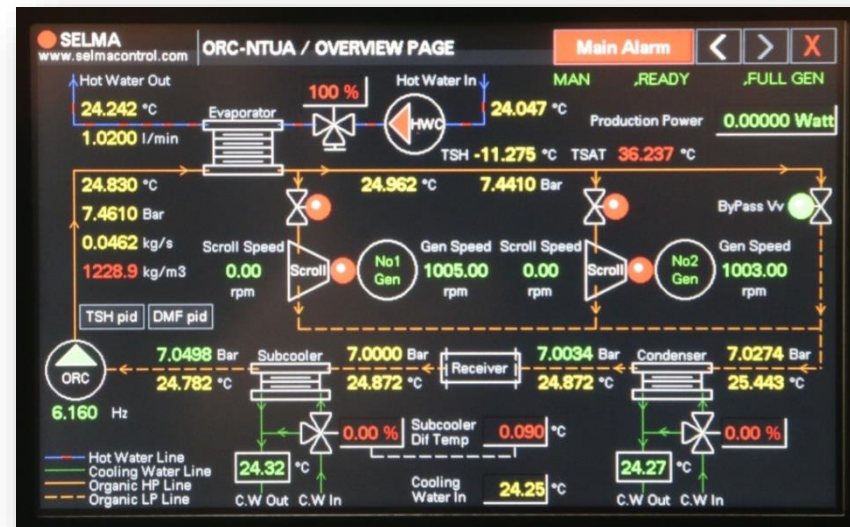 SELMA
www.selmacontrol.com
ORC-NTUA / OVERVIEW PAGE
Main Alarm
< > X
Hot Water Out
100 %
Hot Water In
MAN ,READY ,FULL GEN
24.242 °C
Evaporator
HWC
24.047 °C
Production Power 0.00000 Watt
1.0200 l/min
TSH -11.275 °C TSAT 36.237 °C
24.830 °C
24.962 °C
7.4410 Bar
7.4610 Bar
ByPass Vv
0.0462 kg/s
1228.9 kg/m3
Scroll Speed
0.00
rpm
Scroll
No1
Gen
Gen Speed
1005.00
rpm
Scroll Speed
0.00
rpm
Scroll
No2
Gen
Gen Speed
1003.00
rpm
TSH pid DMF pid
ORC
6.160 Hz
7.0498 Bar
24.782 °C
Subcooler
7.0000 Bar
24.872 °C
Receiver
7.0034 Bar
24.872 °C
Condenser
7.0274 Bar
25.443 °C
0.00 %
Subcooler
Dif Temp
0.090 °C
0.00 %
Hot Water Line
Cooling Water Line
Organic HP Line
Organic LP Line
24.32 °C
C.W Out C.W In
Cooling
Water In
24.25 °C
24.27 °C
C.W Out C.W In